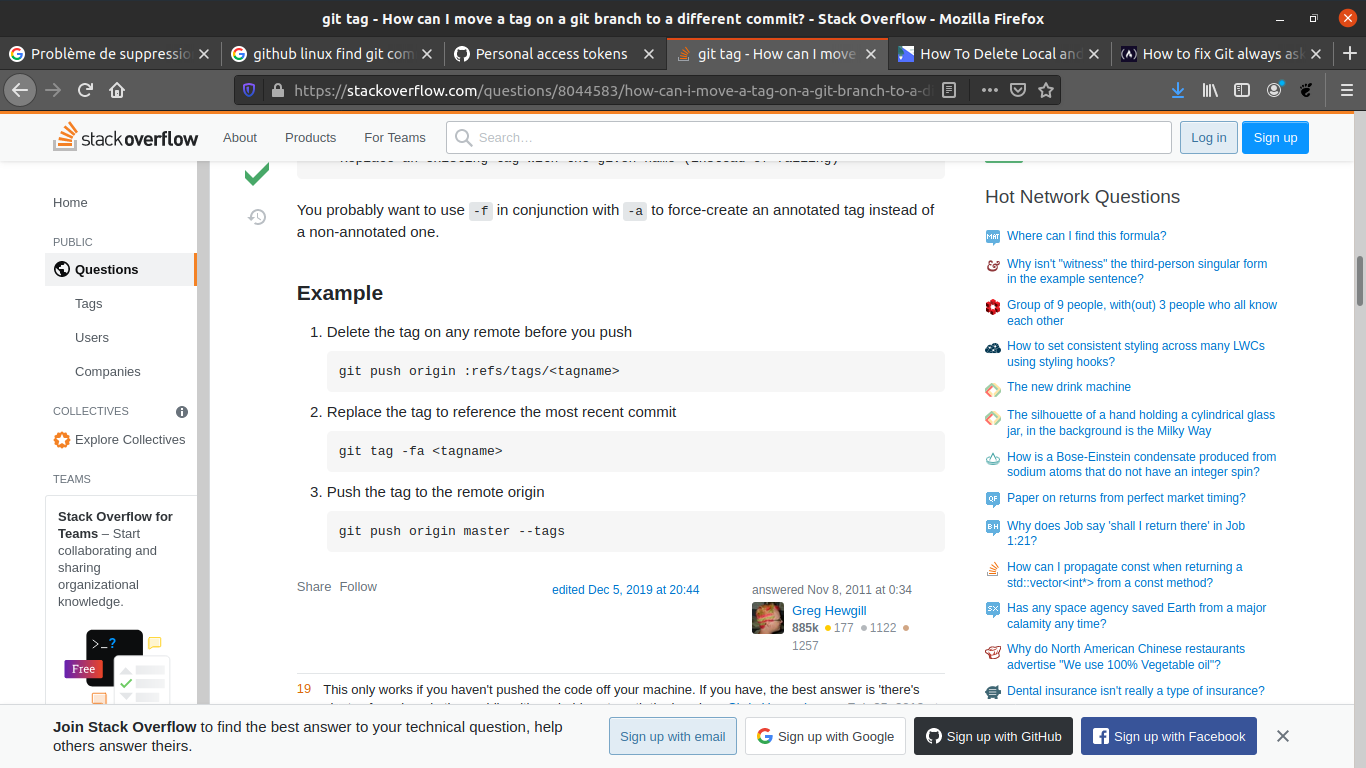 git tag - How can I move a tag on a git branch to a different commit? - Stack Overflow - Mozilla Firefox
Problème de suppressio
github linux find git com
Personal access tokens
git tag - How can I move
How To Delete Local and
How to fix Git always as
https://stackoverflow.com/questions/8044583/how-can-i-move-a-tag-on-a-git-branch-to-a-di
stackoverflow
About
Products
For Teams
Search…
Log in
Sign up
Home
PUBLIC
Questions
Tags
Users
Companies
COLLECTIVES
Explore Collectives
TEAMS
Stack Overflow for
Teams – Start
collaborating and
sharing
organizational
knowledge.
>_?
Free
You probably want to use -f in conjunction with -a to force-create an annotated tag instead of
a non-annotated one.
Example
1. Delete the tag on any remote before you push
git push origin :refs/tags/<tagname>
2. Replace the tag to reference the most recent commit
git tag -fa <tagname>
3. Push the tag to the remote origin
git push origin master --tags
Share Follow
edited Dec 5, 2019 at 20:44
answered Nov 8, 2011 at 0:34
Greg Hewgill
885k 177 1122
1257
19 This only works if you haven't pushed the code off your machine. If you have, the best answer is 'there's
Hot Network Questions
Where can I find this formula?
Why isn't "witness" the third-person singular form
in the example sentence?
Group of 9 people, with(out) 3 people who all know
each other
How to set consistent styling across many LWCs
using styling hooks?
The new drink machine
The silhouette of a hand holding a cylindrical glass
jar, in the background is the Milky Way
How is a Bose-Einstein condensate produced from
sodium atoms that do not have an integer spin?
Paper on returns from perfect market timing?
Why does Job say 'shall I return there' in Job
1:21?
How can I propagate const when returning a
std::vector<int*> from a const method?
Has any space agency saved Earth from a major
calamity any time?
Why do North American Chinese restaurants
advertise "We use 100% Vegetable oil"?
Dental insurance isn't really a type of insurance?
Join Stack Overflow to find the best answer to your technical question, help
others answer theirs.
Sign up with email
Sign up with Google
Sign up with GitHub
Sign up with Facebook